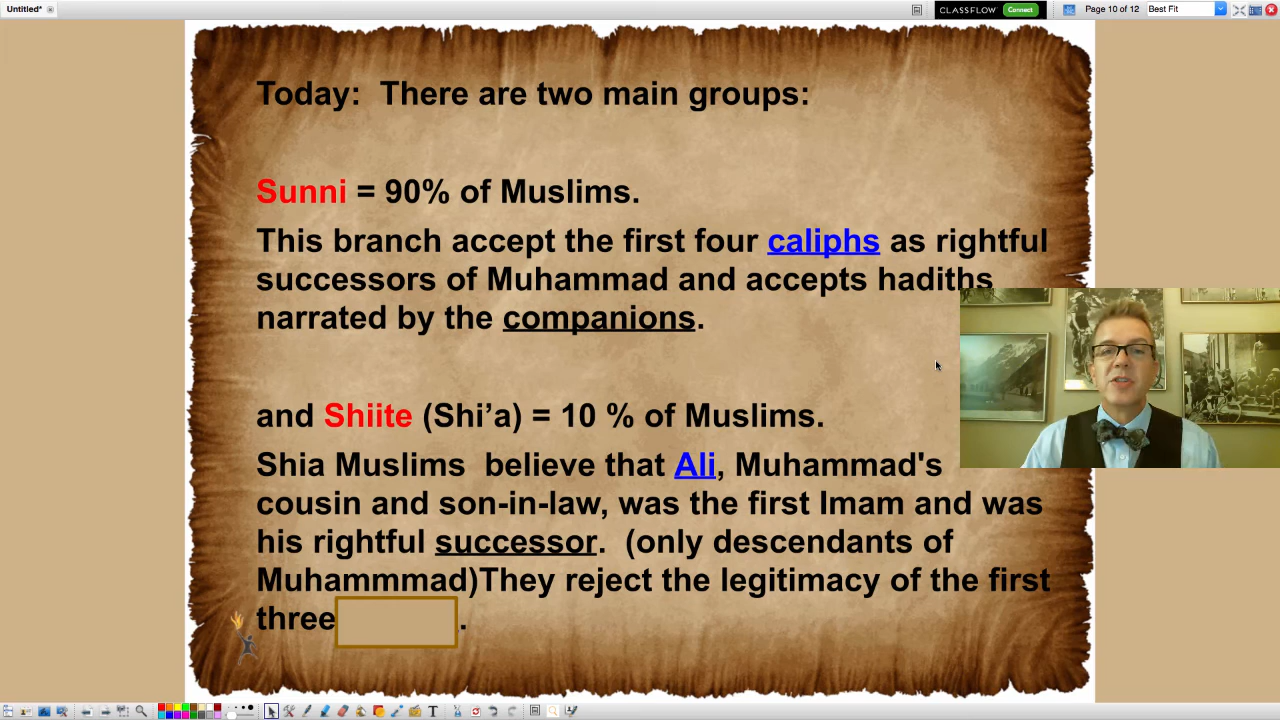 Untitled*
CLASSFLOW Connect
Page 10 of 12 Best Fit
Today: There are two main groups:
Sunni = 90% of Muslims.
This branch accept the first four caliphs as rightful
successors of Muhammad and accepts hadiths
narrated by the companions.
and Shiite (Shi’a) = 10 % of Muslims.
Shia Muslims believe that Ali, Muhammad's
cousin and son-in-law, was the first Imam and was
his rightful successor. (only descendants of
Muhammmad)They reject the legitimacy of the first
three .